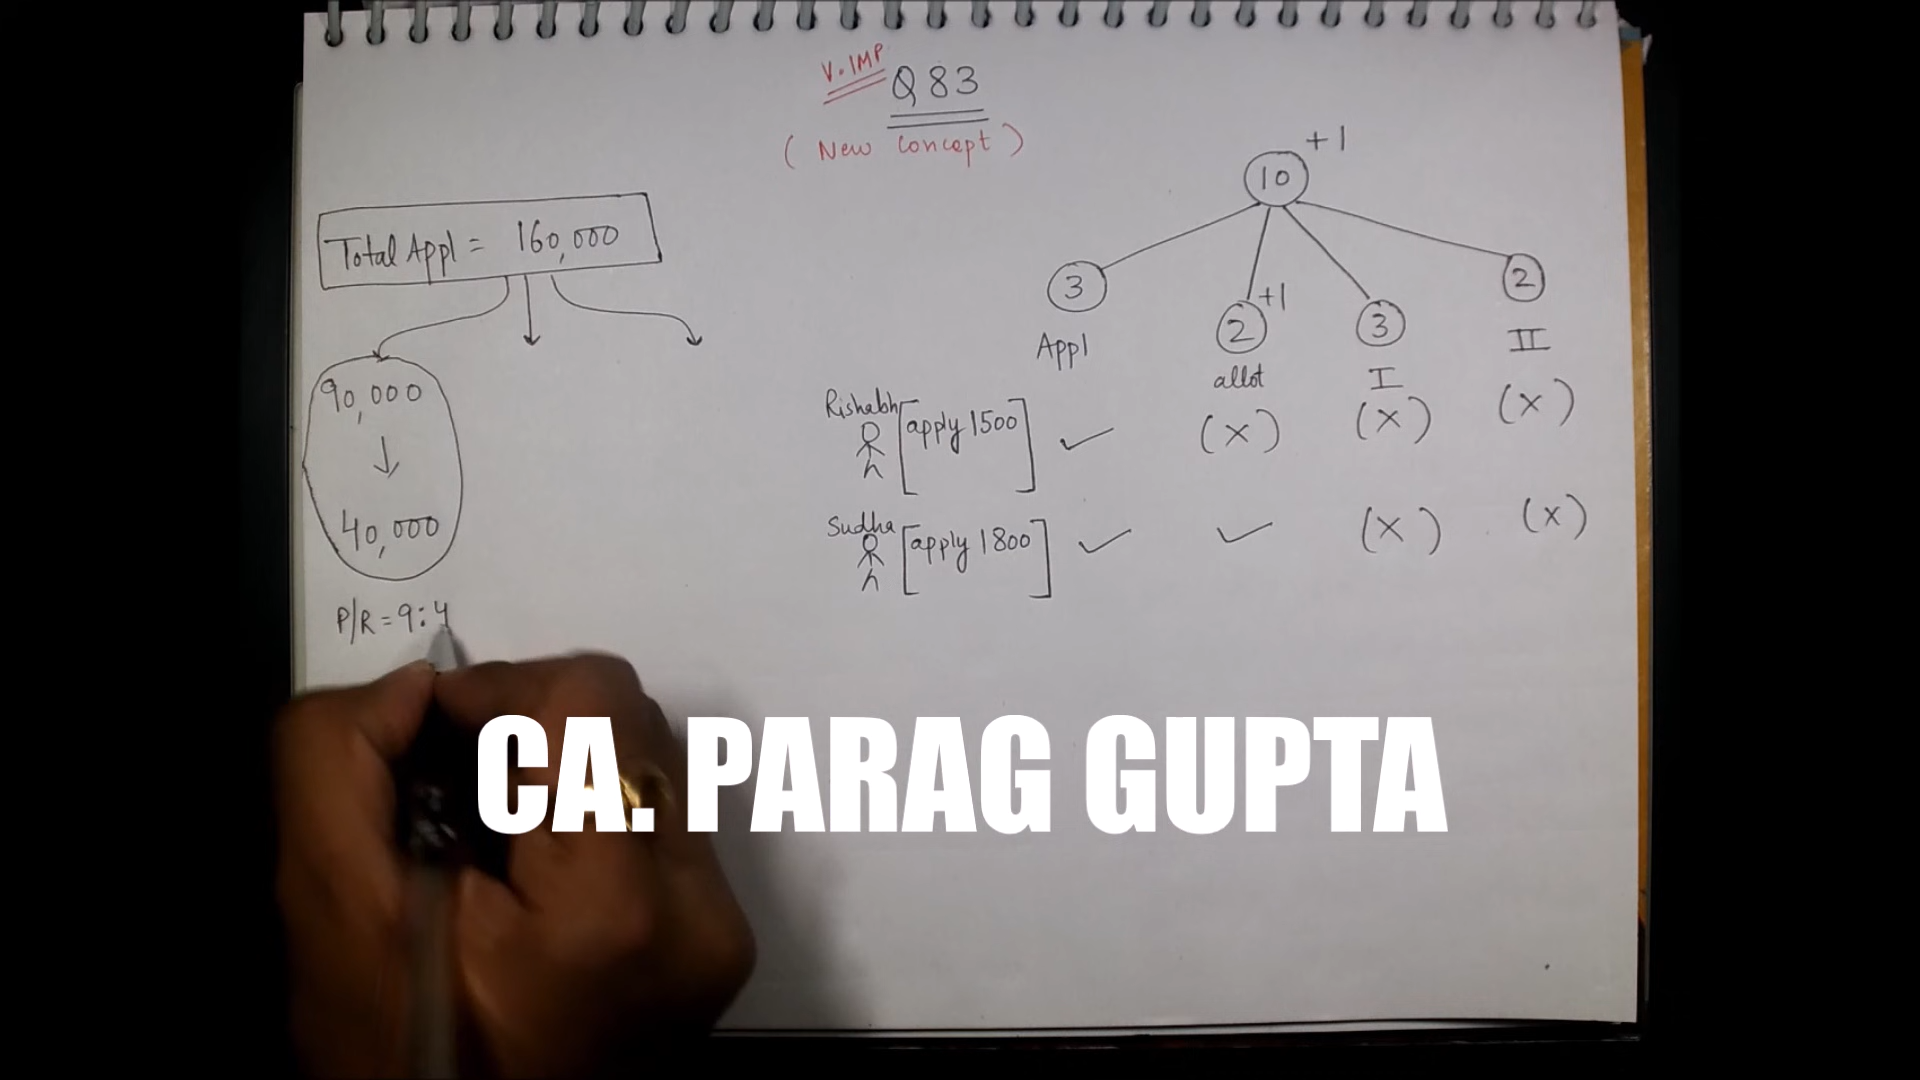 V. IMP
Q 83
( New Concept )
Total Appl = 160,000
90,000
40,000
P/R = 9:4
10 +1
3
2 +1
3
2
Appl
allot
I
II
Rishabh [apply 1500] ✓ (x) (x) (x)
Sudha [apply 1800] ✓ ✓ (x) (x)
CA. PARAG GUPTA